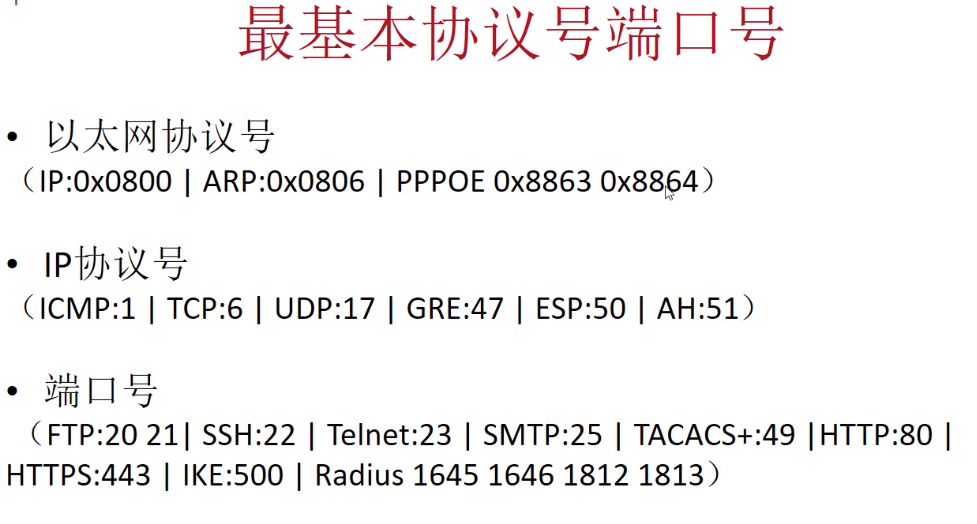 最基本协议号端口号
• 以太网协议号
（IP:0x0800 | ARP:0x0806 | PPPOE 0x8863 0x8864）
• IP协议号
（ICMP:1 | TCP:6 | UDP:17 | GRE:47 | ESP:50 | AH:51）
• 端口号
（FTP:20 21| SSH:22 | Telnet:23 | SMTP:25 | TACACS+:49 |HTTP:80 |
HTTPS:443 | IKE:500 | Radius 1645 1646 1812 1813）